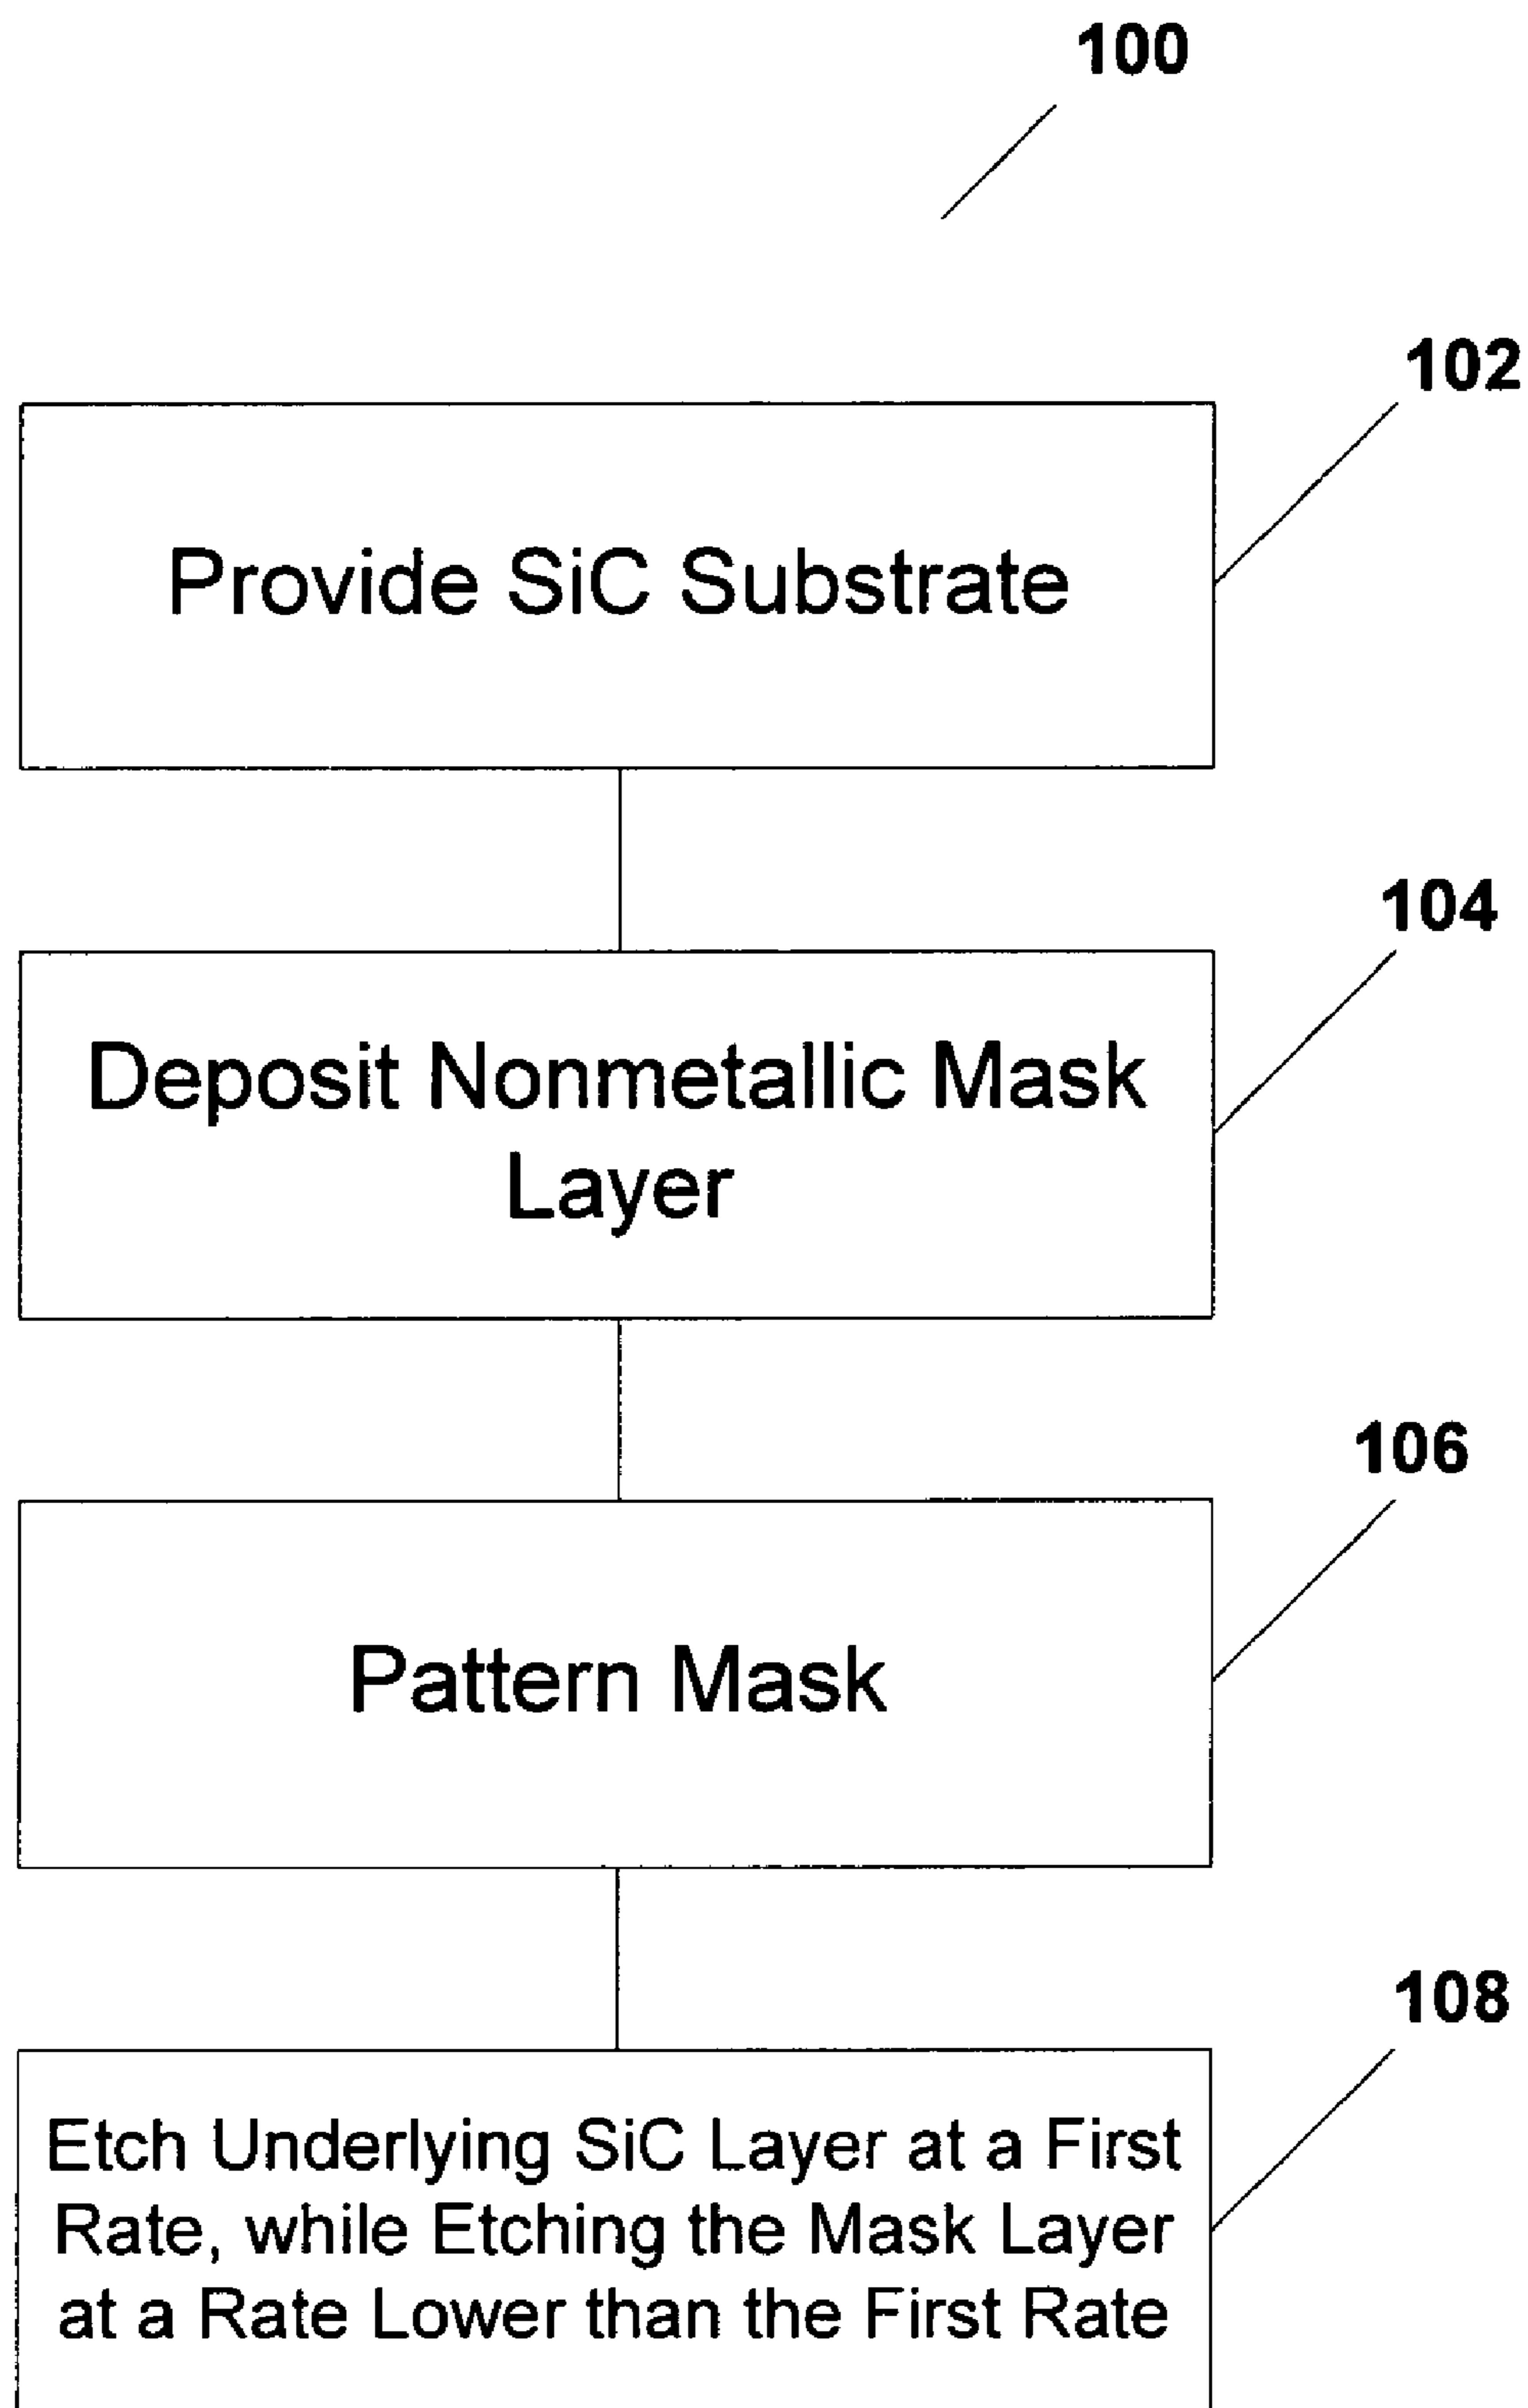 100
102
Provide SiC Substrate
104
Deposit Nonmetallic Mask
Layer
106
Pattern Mask
108
Etch Underlying SiC Layer at a First
Rate, while Etching the Mask Layer
at a Rate Lower than the First Rate